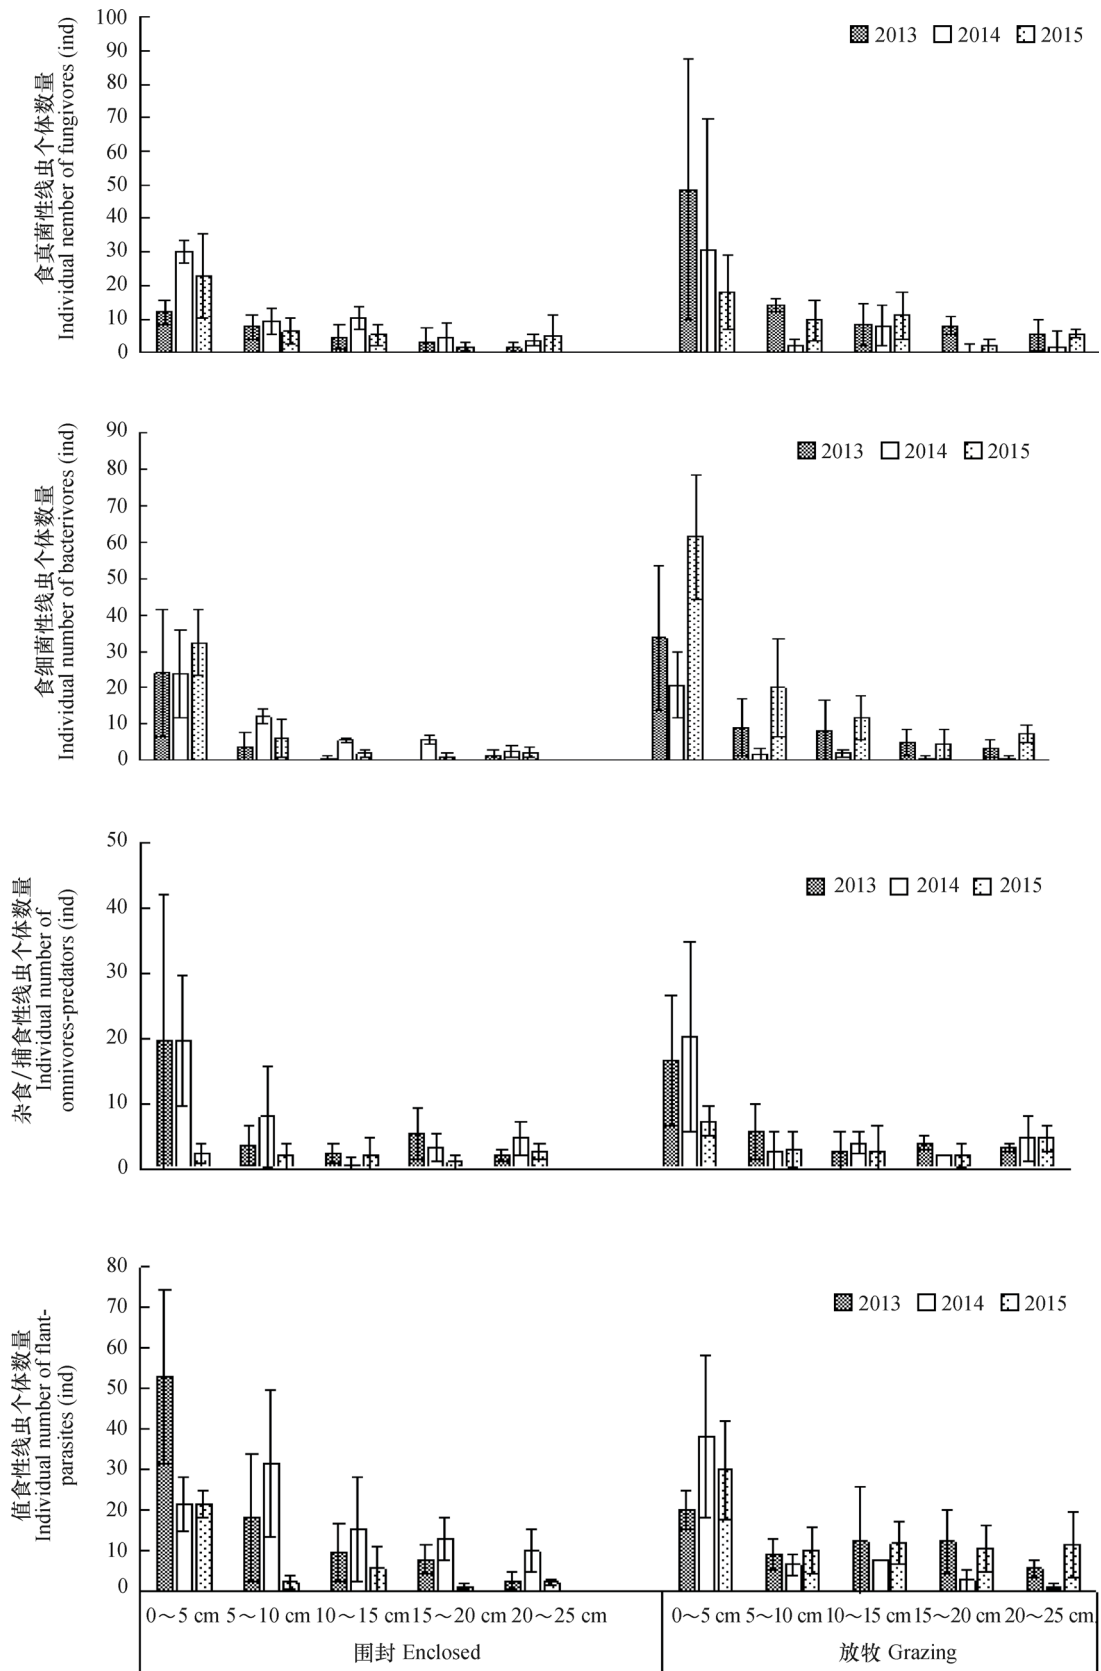 食真菌性线虫个体数量
Individual nember of fungivores (ind)
100
90
80
70
60
50
40
30
20
10
0
2013 2014 2015
食细菌性线虫个体数量
Individual number of bacterivores (ind)
90
80
70
60
50
40
30
20
10
0
2013 2014 2015
杂食/捕食性线虫个体数量
Individual number of
omnivores-predators (ind)
50
40
30
20
10
0
2013 2014 2015
值食性线虫个体数量
Individual number of flant-
parasites (ind)
80
70
60
50
40
30
20
10
0
2013 2014 2015
0～5 cm 5～10 cm 10～15 cm 15～20 cm 20～25 cm 0～5 cm 5～10 cm 10～15 cm 15～20 cm 20～25 cm
围封 Enclosed 放牧 Grazing